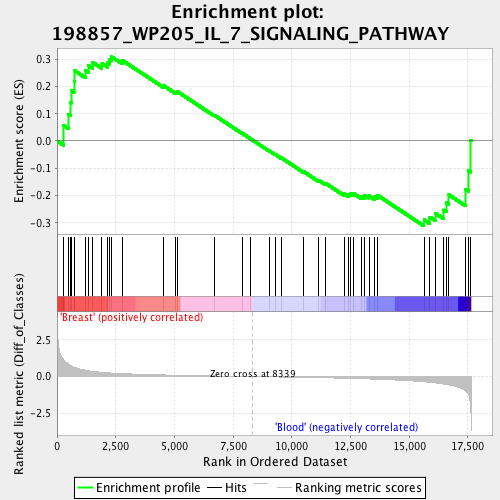 Enrichment plot:
198857_WP205_IL_7_SIGNALING_PATHWAY
Enrichment score (ES)
0.3
0.2
0.1
0.0
-0.1
-0.2
-0.3
'Breast' (positively correlated)
Ranked list metric (Diff_of_Classes)
2.5
0.0
-2.5
Zero cross at 8339
'Blood' (negatively correlated)
0
2,500
5,000
7,500
10,000
12,500
15,000
17,500
Rank in Ordered Dataset
Enrichment profile
Hits
Ranking metric scores